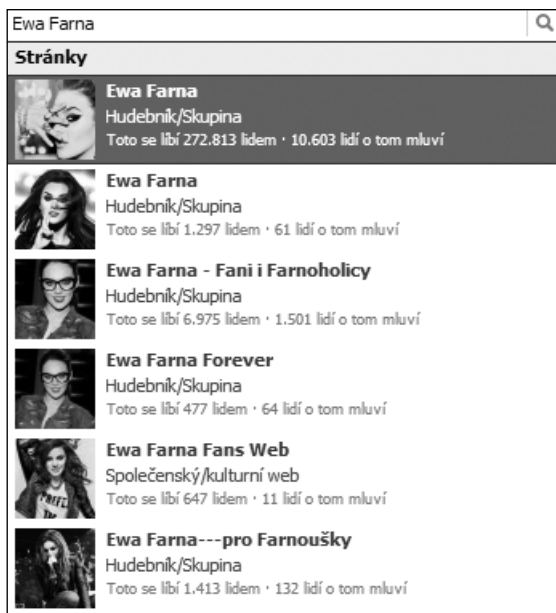 Ewa Farna
Stránky
Ewa Farna
Hudebník/Skupina
Toto se líbí 272.813 lidem · 10.603 lidí o tom mluví
Ewa Farna
Hudebník/Skupina
Toto se líbí 1.297 lidem · 61 lidí o tom mluví
Ewa Farna - Fani i Farnoholicy
Hudebník/Skupina
Toto se líbí 6.975 lidem · 1.501 lidí o tom mluví
Ewa Farna Forever
Hudebník/Skupina
Toto se líbí 477 lidem · 64 lidí o tom mluví
Ewa Farna Fans Web
Společenský/kulturní web
Toto se líbí 647 lidem · 11 lidí o tom mluví
Ewa Farna---pro Farnoušky
Hudebník/Skupina
Toto se líbí 1.413 lidem · 132 lidí o tom mluví